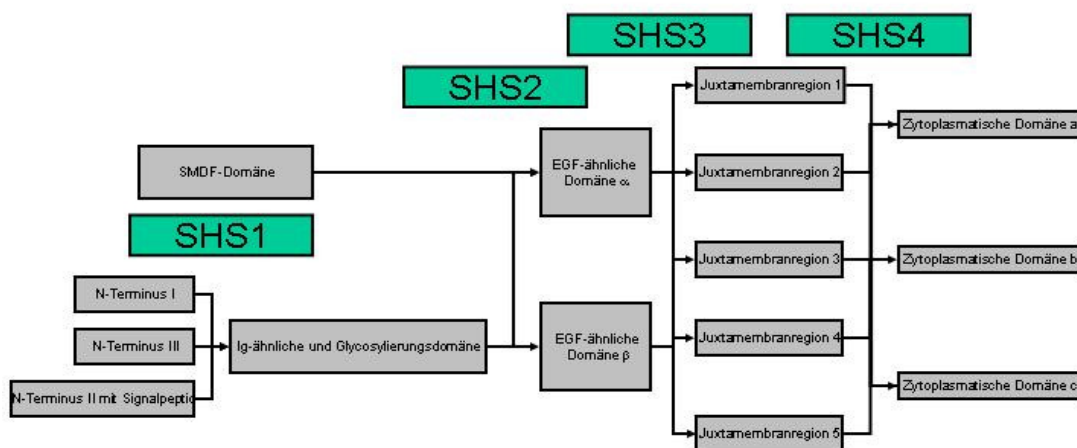 SHS3
SHS4
SHS2
Juxtamembranregion 1
Zytoplasmatische Domäne a
SMDF-Domäne
EGF-ähnliche
Domäne α
Juxtamembranregion 2
SHS1
Juxtamembranregion 3
Zytoplasmatische Domäne b
N-Terminus I
N-Terminus III
Ig-ähnliche und Glycosylierungsdomäne
EGF-ähnliche
Domäne β
Juxtamembranregion 4
N-Terminus II mit Signalpeptid
Zytoplasmatische Domäne c
Juxtamembranregion 5